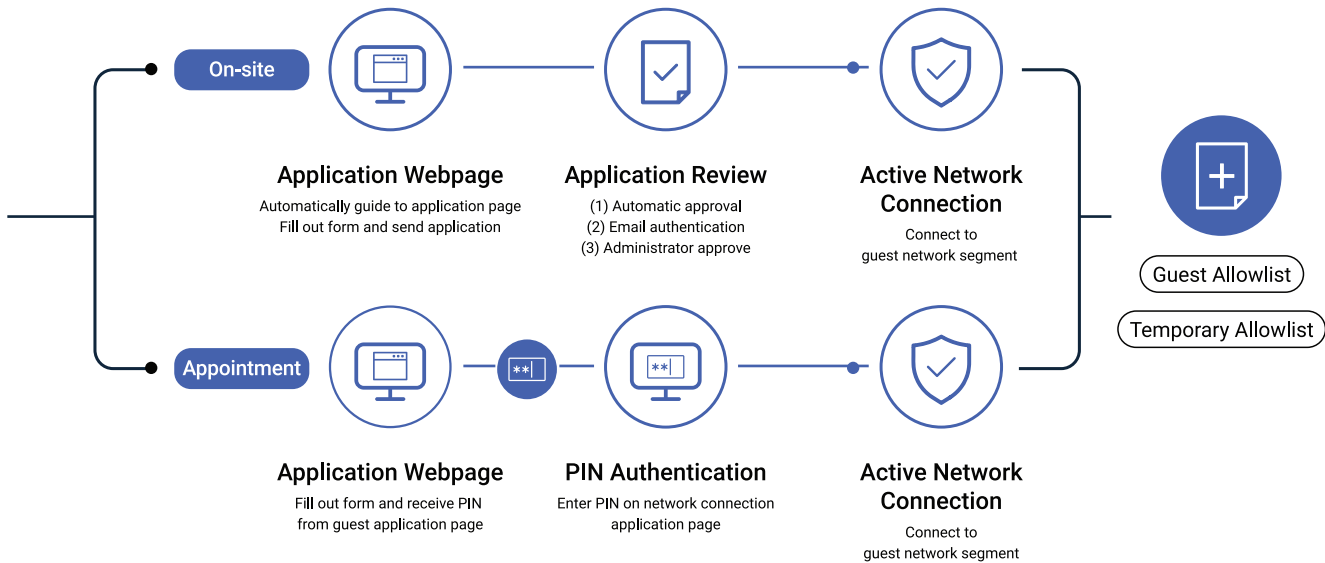 On-site
Application Webpage
Automatically guide to application page
Fill out form and send application
Application Review
(1) Automatic approval
(2) Email authentication
(3) Administrator approve
Active Network
Connection
Connect to
guest network segment
Appointment
**|
Application Webpage
Fill out form and receive PIN
from guest application page
**|
PIN Authentication
Enter PIN on network connection
application page
Active Network
Connection
Connect to
guest network segment
Guest Allowlist
Temporary Allowlist